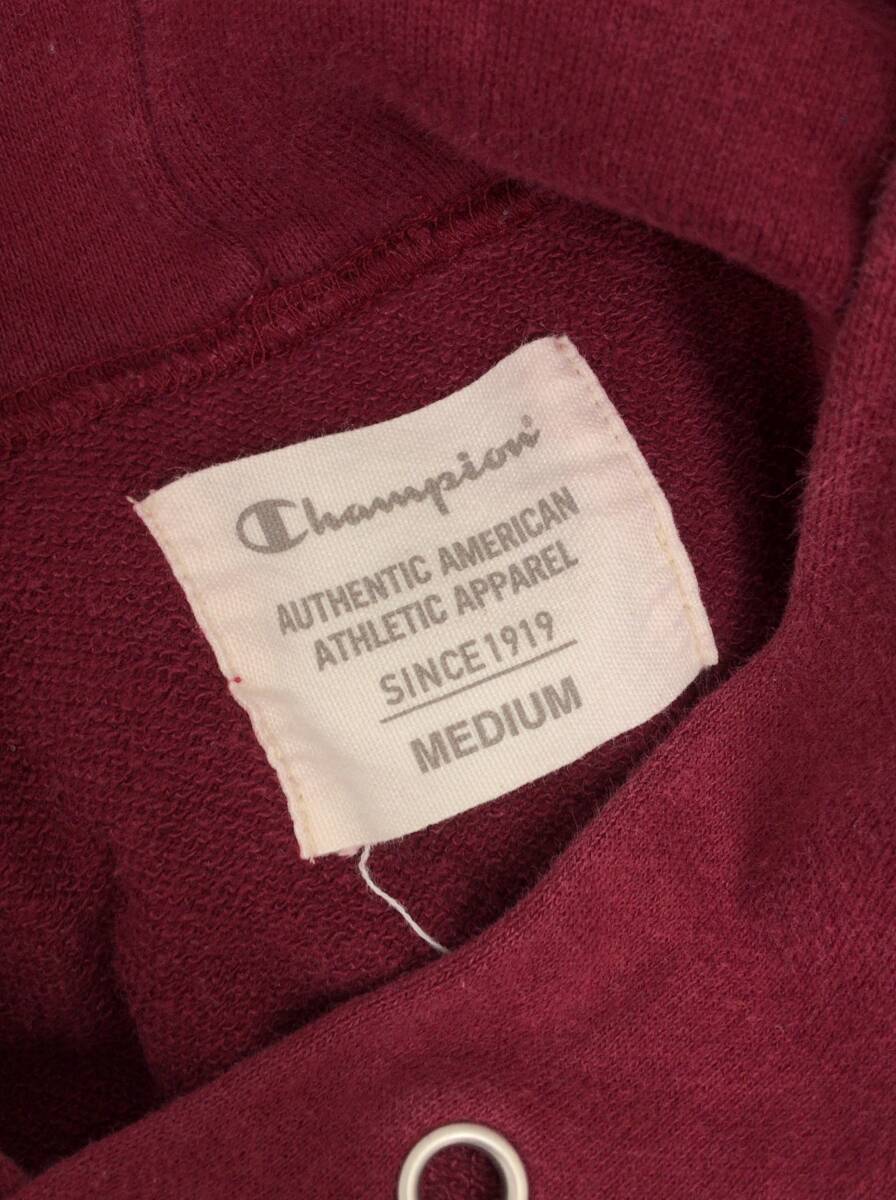 Champion
AUTHENTIC AMERICAN
ATHLETIC APPAREL
SINCE 1919
MEDIUM